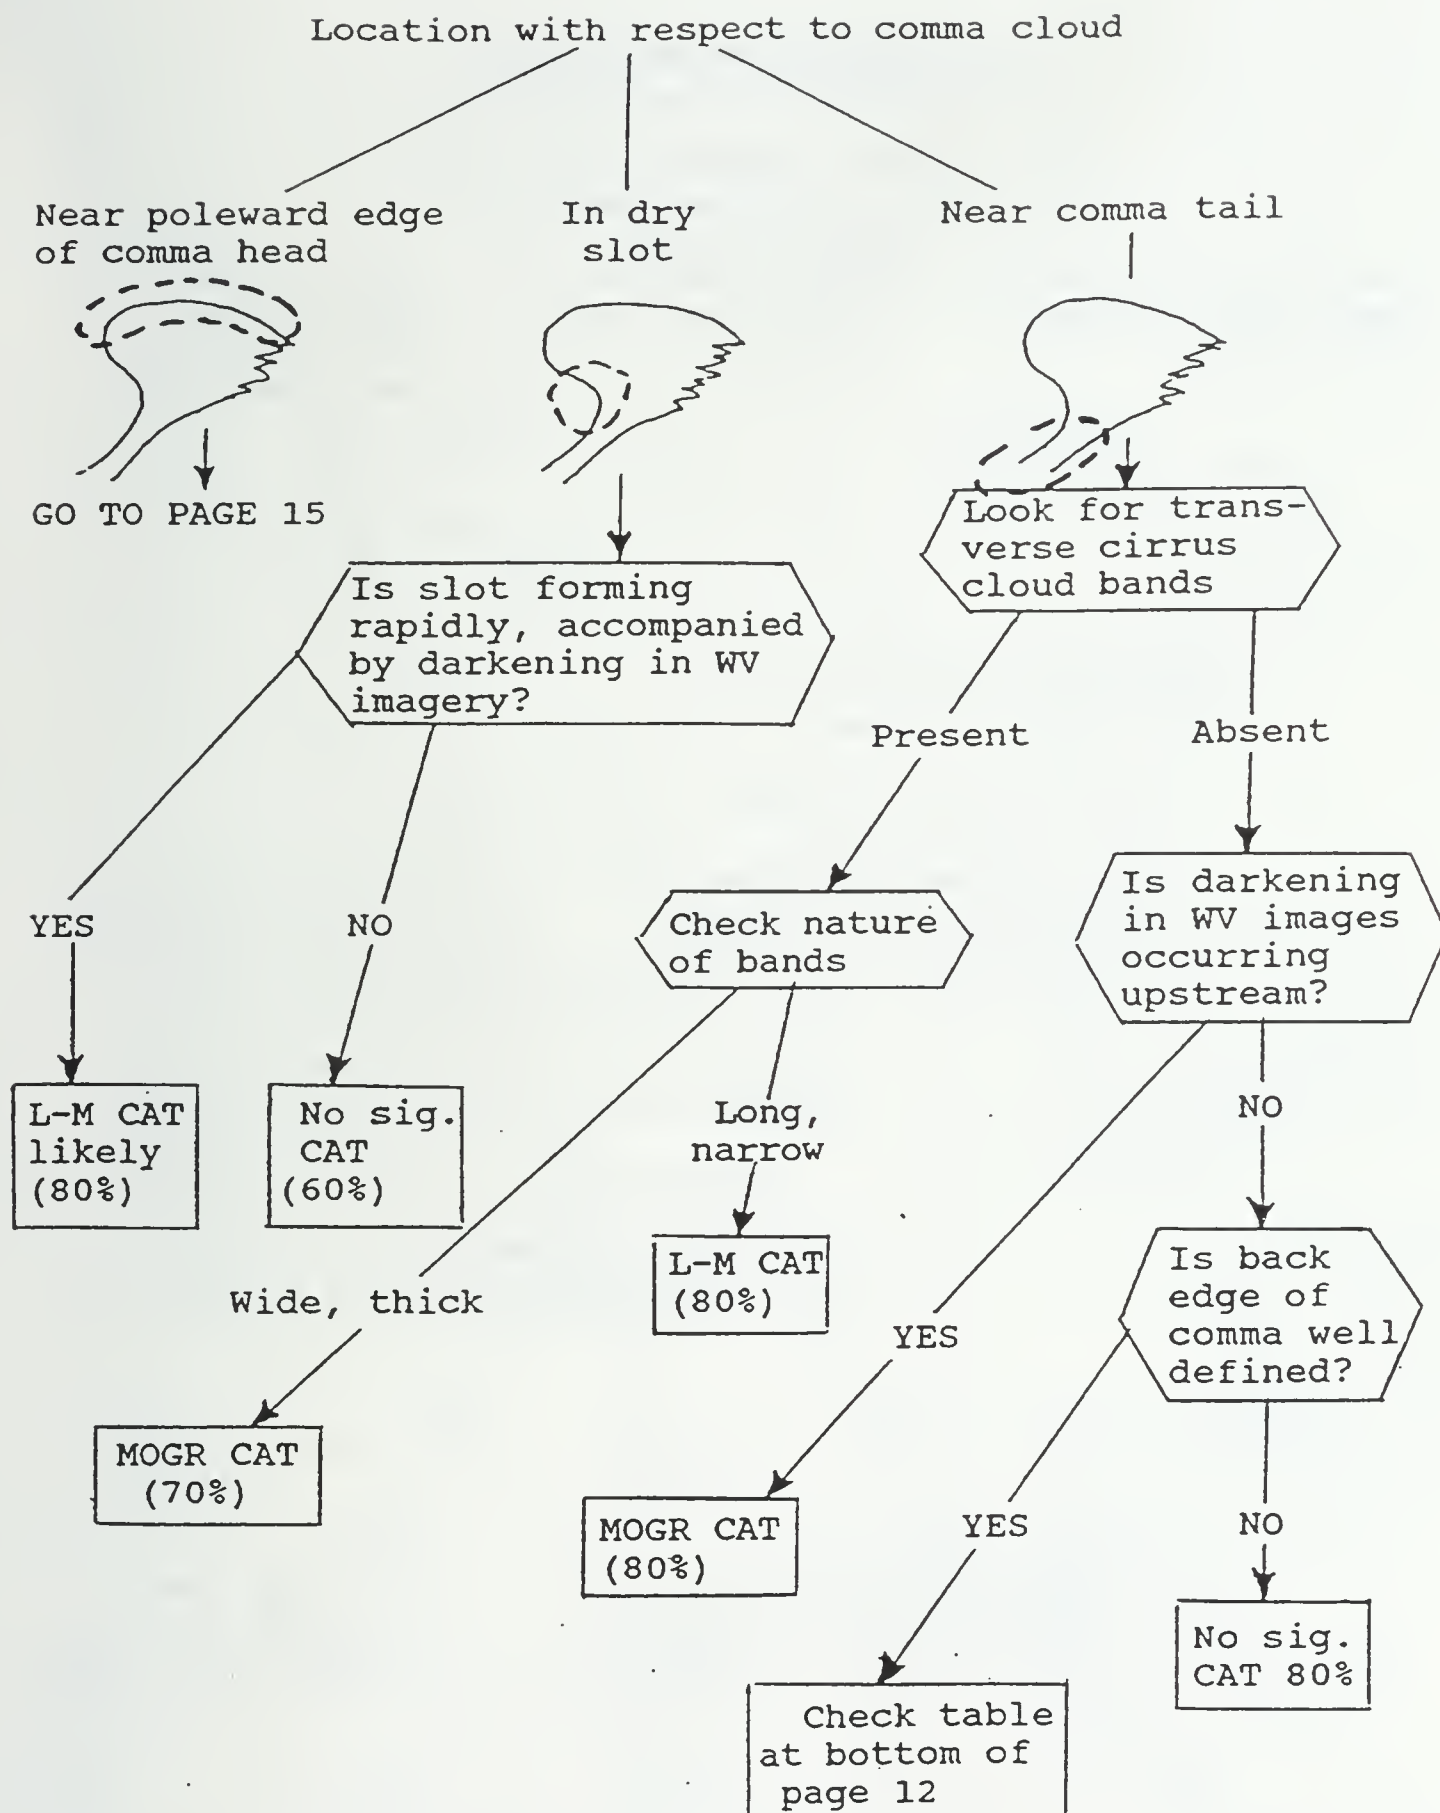 Location with respect to comma cloud
Near poleward edge
of comma head
In dry
slot
Near comma tail
GO TO PAGE 15
Is slot forming
rapidly, accompanied
by darkening in WV
imagery?
Look for trans-
verse cirrus
cloud bands
Present
Absent
YES
NO
Check nature
of bands
Is darkening
in WV images
occurring
upstream?
L-M CAT
likely
(80%)
No sig.
CAT
(60%)
Long,
narrow
NO
Wide, thick
L-M CAT
(80%)
YES
Is back
edge of
comma well
defined?
MOGR CAT
(70%)
MOGR CAT
(80%)
YES
NO
Check table
at bottom of
page 12
No sig.
CAT 80%